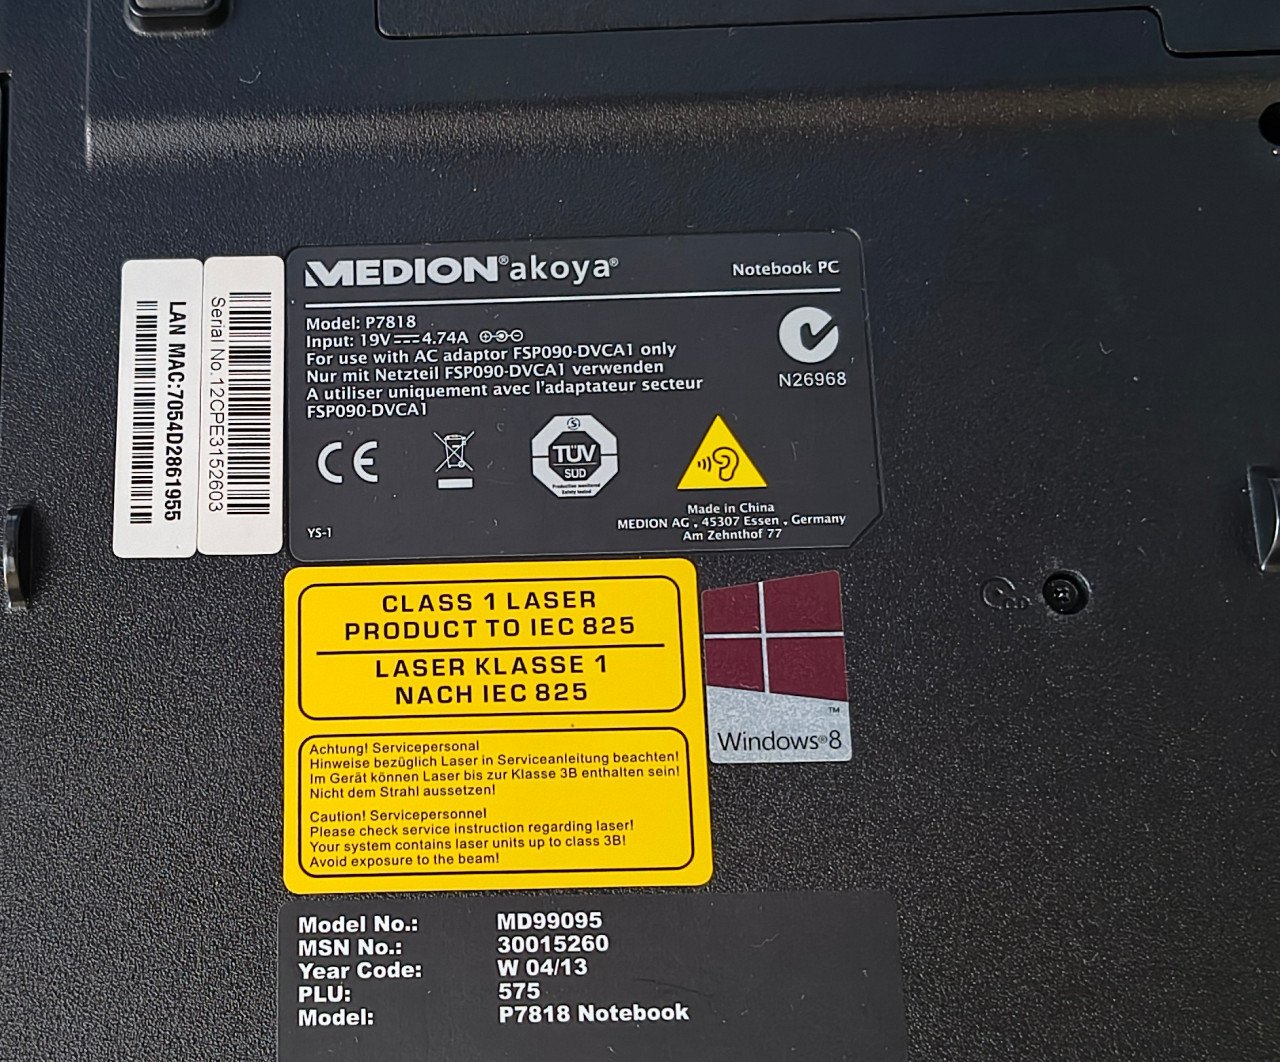 LAN MAC:7054D2861955
Serial No.12CPE3152603
MEDION® akoya®
Notebook PC
Model: P7818
Input: 19V 4.74A
For use with AC adaptor FSP090-DVCA1 only
Nur mit Netzteil FSP090-DVCA1 verwenden
A utiliser uniquement avec l'adaptateur secteur
FSP090-DVCA1
N26968
CE
S
TÜV
SÜD
Production monitored
Safety tested
Made in China
MEDION AG . 45307 Essen . Germany
Am Zehnthof 77
YS-1
CLASS 1 LASER
PRODUCT TO IEC 825
LASER KLASSE 1
NACH IEC 825
Achtung! Servicepersonal
Hinweise bezüglich Laser in Serviceanleitung beachten!
Im Gerät können Laser bis zur Klasse 3B enthalten sein!
Nicht dem Strahl aussetzen!
Caution! Servicepersonnel
Please check service instruction regarding laser!
Your system contains laser units up to class 3B!
Avoid exposure to the beam!
™
Windows®8
Model No.: MD99095
MSN No.: 30015260
Year Code: W 04/13
PLU: 575
Model: P7818 Notebook